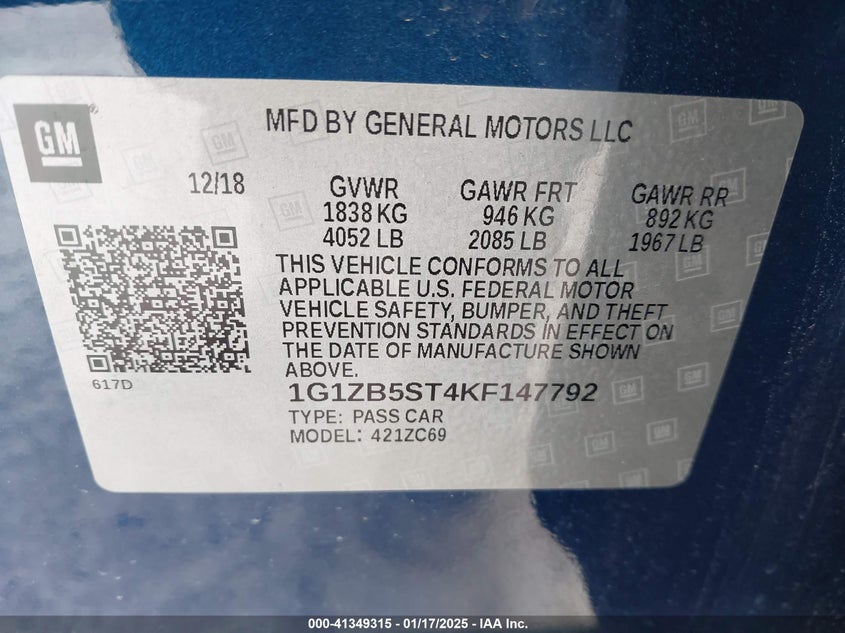 GM
MFD BY GENERAL MOTORS LLC
12/18 GVWR GAWR FRT GAWR RR
1838 KG 946 KG 892 KG
4052 LB 2085 LB 1967 LB
THIS VEHICLE CONFORMS TO ALL
APPLICABLE U.S. FEDERAL MOTOR
VEHICLE SAFETY, BUMPER, AND THEFT
PREVENTION STANDARDS IN EFFECT ON
THE DATE OF MANUFACTURE SHOWN
ABOVE.
617D
1G1ZB5ST4KF147792
TYPE: PASS CAR
MODEL: 421ZC69
000-41349315 - 01/17/2025 - IAA Inc.